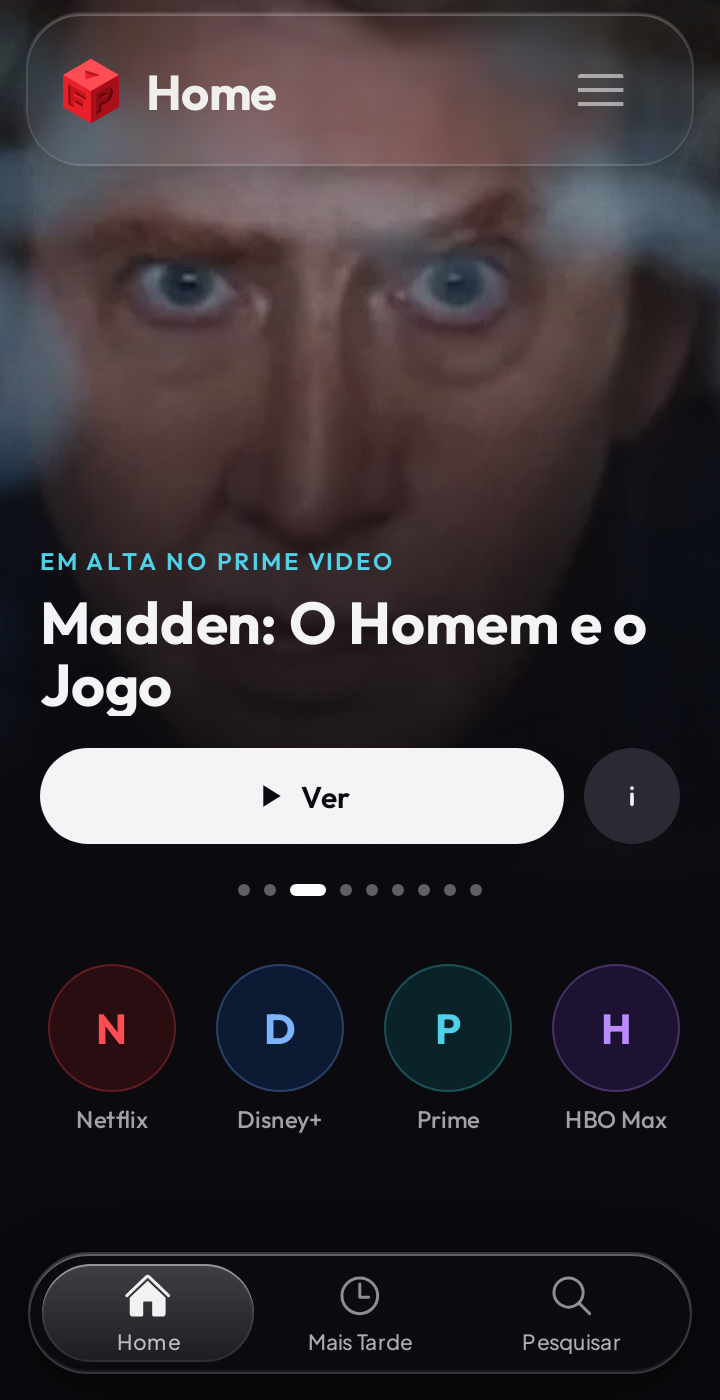 Home
EM ALTA NO PRIME VIDEO
Madden: O Homem e o
Jogo
Ver
i
N
D
P
H
Netflix
Disney+
Prime
HBO Max
Home
Mais Tarde
Pesquisar